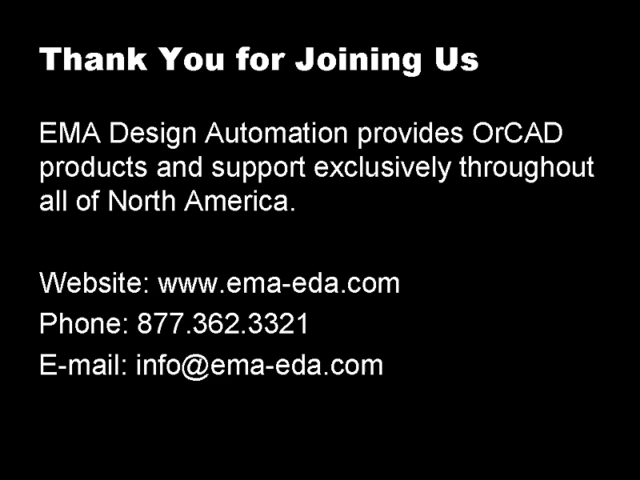 Thank You for Joining Us
EMA Design Automation provides OrCAD
products and support exclusively throughout
all of North America.
Website: www.ema-eda.com
Phone: 877.362.3321
E-mail: info@ema-eda.com